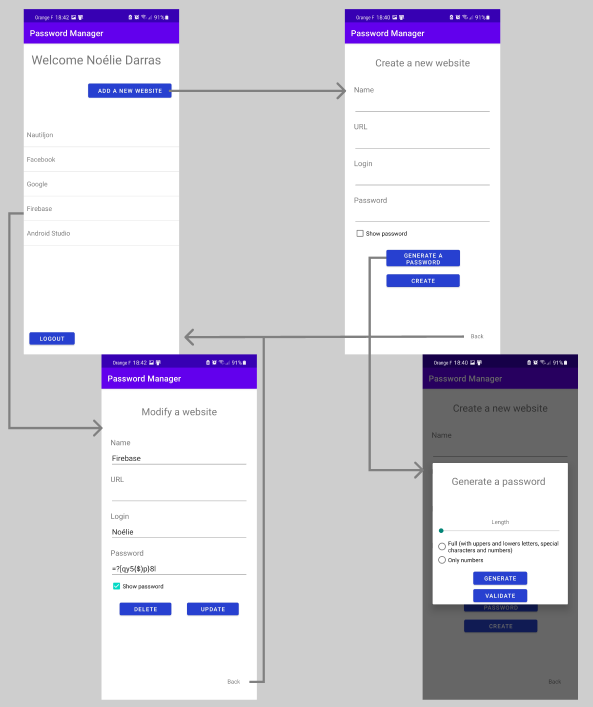 Orange F 18:42 91%
Password Manager
Welcome Noélie Darras
ADD A NEW WEBSITE
Nautiljon
Facebook
Google
Firebase
Android Studio
LOGOUT
Orange F 18:40 91%
Password Manager
Create a new website
Name
URL
Login
Password
Show password
GENERATE A
PASSWORD
CREATE
Back
Orange F 18:42 91%
Password Manager
Modify a website
Name
Firebase
URL
Login
Noélie
Password
Show password
DELETE
UPDATE
Back
Orange F 18:40 91%
Password Manager
Create a new website
Name
Generate a password
Length
Full (with uppers and lowers letters, special
characters and numbers)
Only numbers
GENERATE
VALIDATE
PASSWORD
CREATE
Back